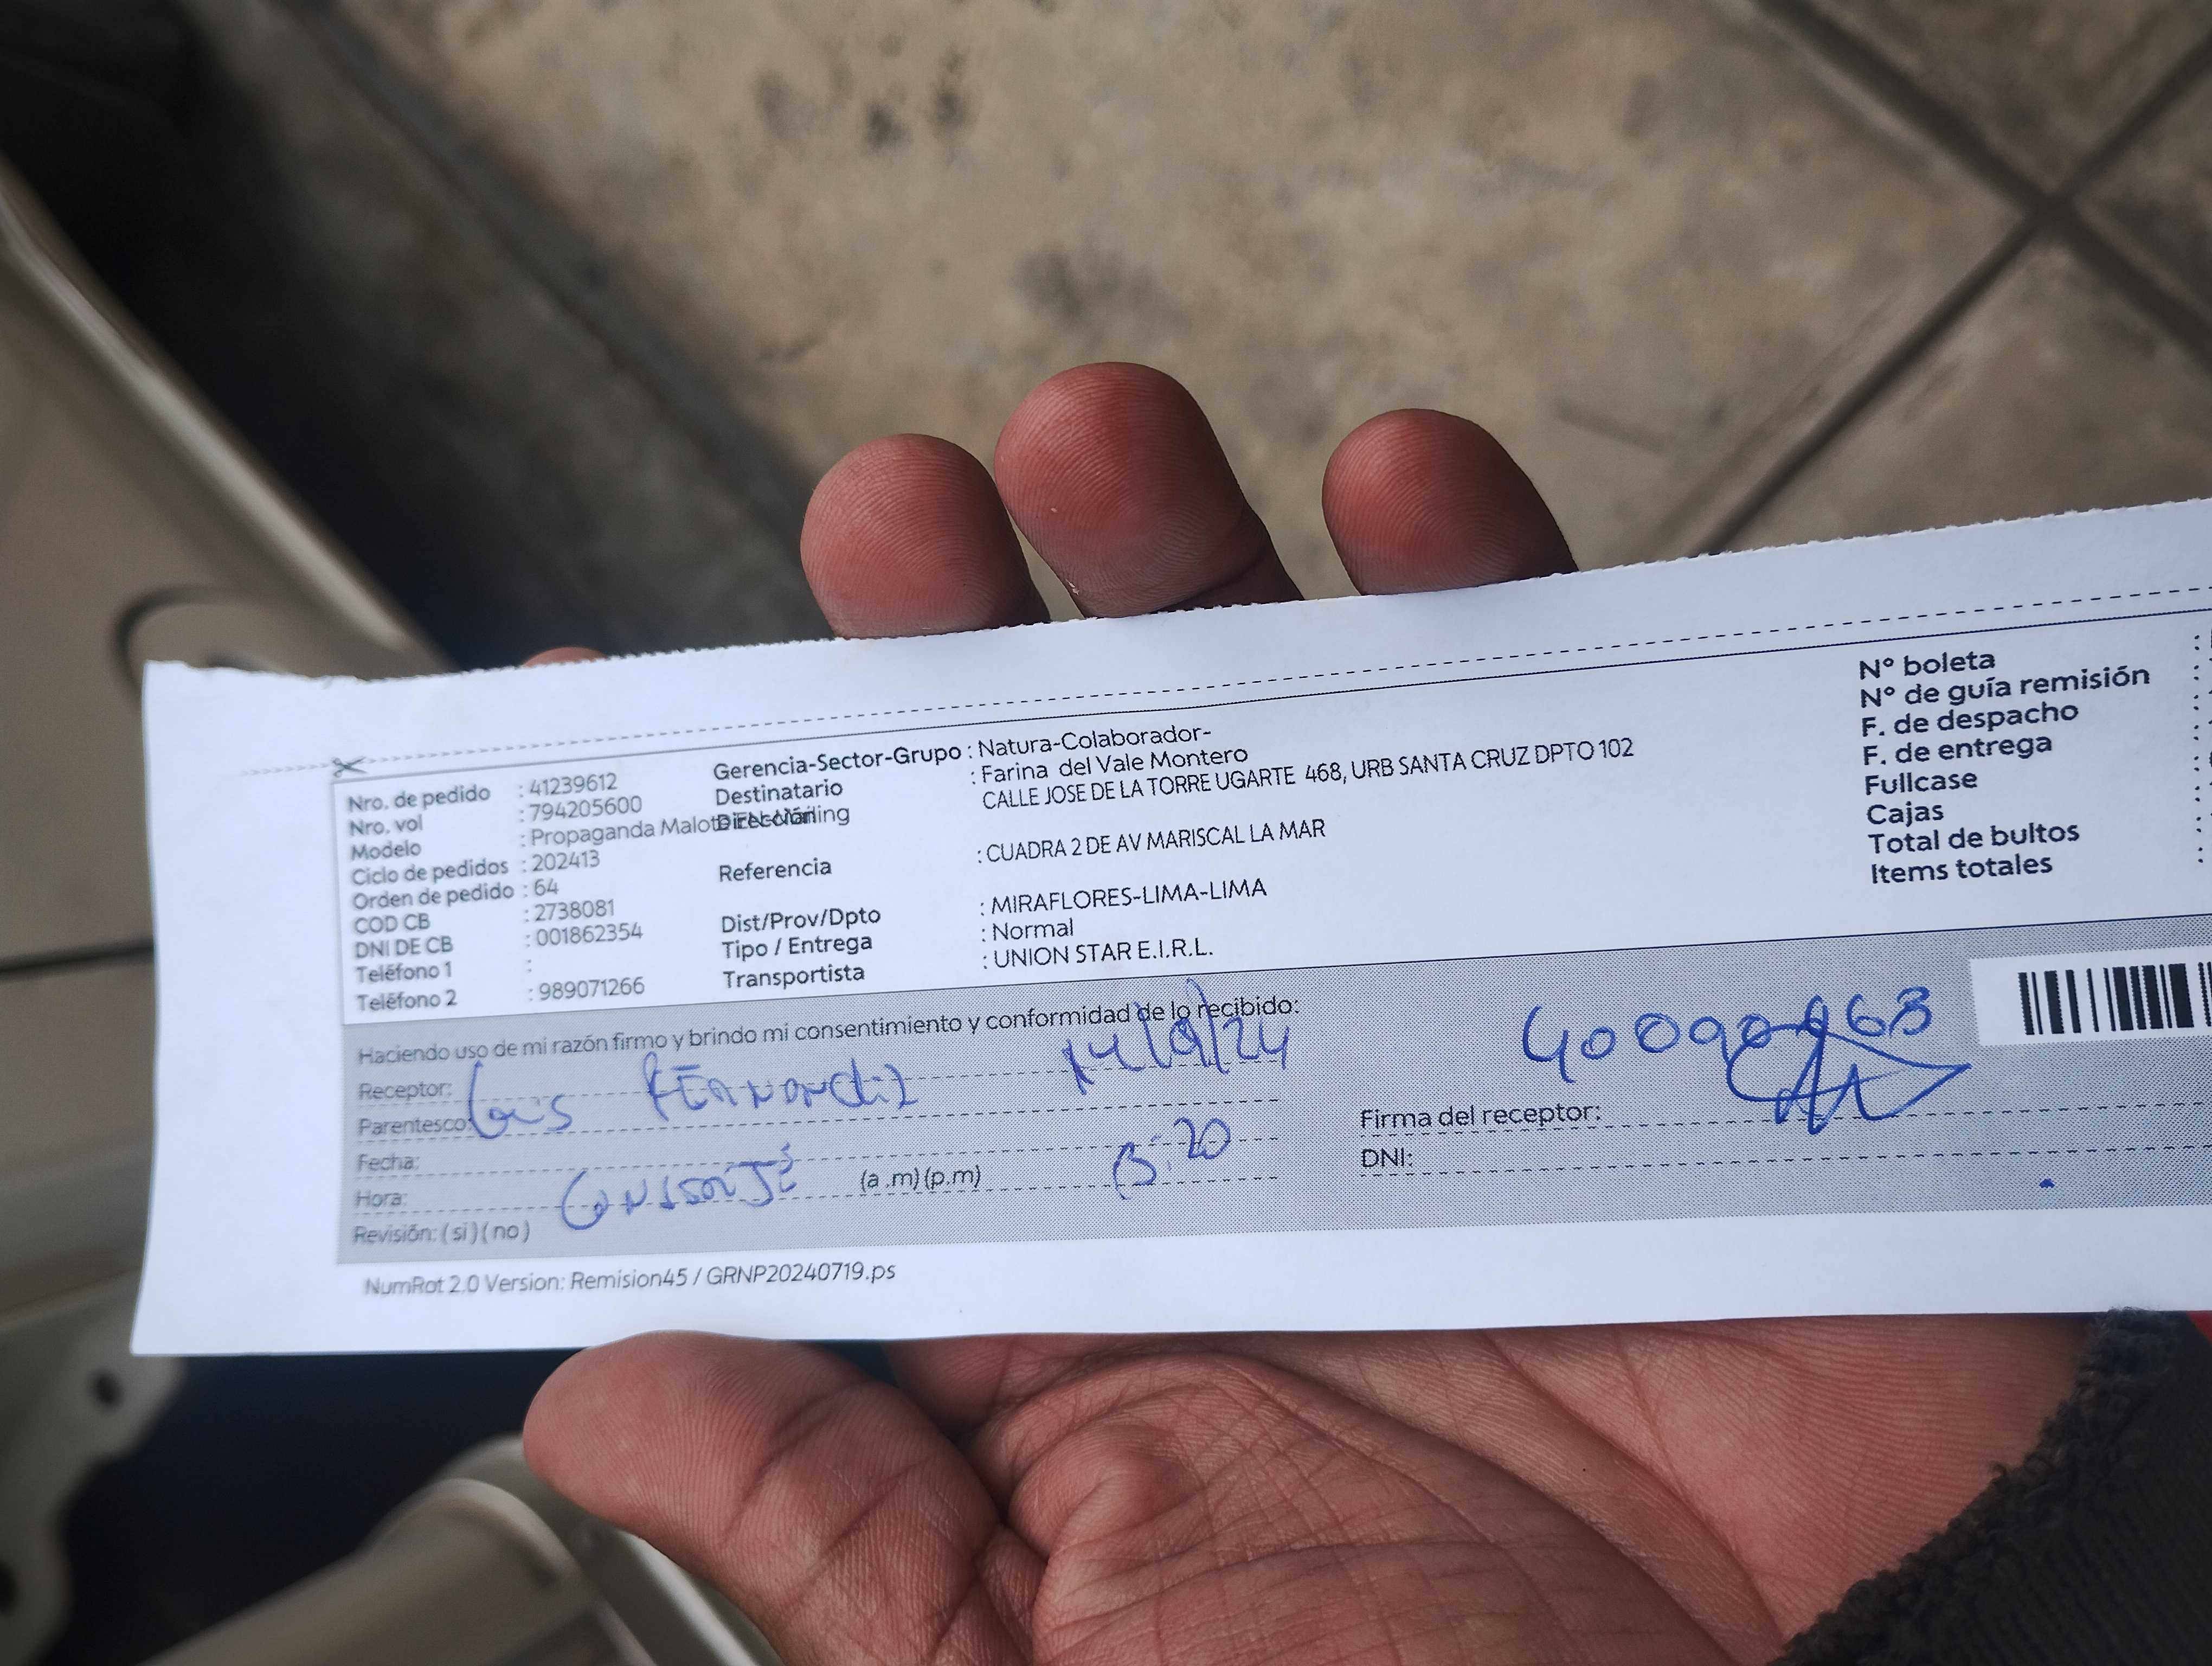 Nro. de pedido : 41239612
Nro. vol : 794205600
Modelo : Propaganda Malote EN-Mailing
Ciclo de pedidos : 202413
Orden de pedido : 64
COD CB : 2738081
DNI DE CB : 001862354
Teléfono 1 :
Teléfono 2 : 989071266
Gerencia-Sector-Grupo : Natura-Colaborador-
Destinatario : Farina del Vale Montero
Dirección CALLE JOSE DE LA TORRE UGARTE 468, URB SANTA CRUZ DPTO 102
Referencia : CUADRA 2 DE AV MARISCAL LA MAR
Dist/Prov/Dpto : MIRAFLORES-LIMA-LIMA
Tipo / Entrega : Normal
Transportista : UNION STAR E.I.R.L.
N° boleta :
N° de guía remisión :
F. de despacho :
F. de entrega :
Fullcase :
Cajas :
Total de bultos :
Items totales :
Haciendo uso de mi razón firmo y brindo mi consentimiento y conformidad de lo recibido:
Receptor:
Parentesco:
Fecha:
Hora: (a .m) (p.m)
Revisión: ( si ) ( no )
14/9/24
Firma del receptor:
DNI:
NumRot 2.0 Version: Remision45 / GRNP20240719.ps